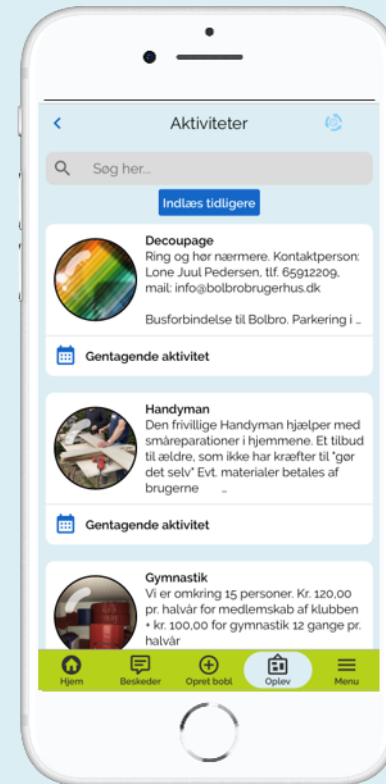 Aktiviteter
Søg her...
Indlæs tidligere
Decoupage
Ring og hør nærmere. Kontaktperson:
Lone Juul Pedersen, tlf. 65912209,
mail: info@bolbrobrugerhus.dk
Busforbindelse til Bolbro. Parkering i ...
Gentagende aktivitet
Handyman
Den frivillige Handyman hjælper med
småreparationer i hjemmene. Et tilbud
til ældre, som ikke har kræfter til "gør
det selv" Evt. materialer betales af
brugerne ...
Gentagende aktivitet
Gymnastik
Vi er omkring 15 personer. Kr. 120,00
pr. halvår for medlemskab af klubben
+ kr. 100,00 for gymnastik 12 gange pr.
halvår
Hjem Beskeder Opret bobl Oplev Menu